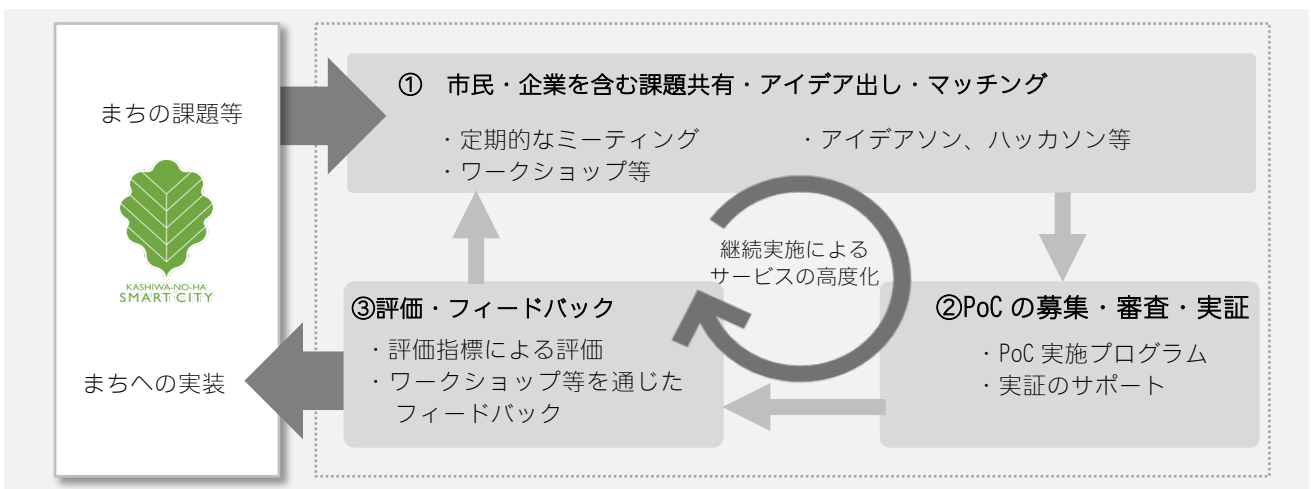 まちの課題等
KASHIWA-NO-HA
SMART CITY
まちへの実装
① 市民・企業を含む課題共有・アイデア出し・マッチング
・定期的なミーティング
・ワークショップ等
・アイデアソン、ハッカソン等
継続実施による
サービスの高度化
②PoC の募集・審査・実証
・PoC 実施プログラム
・実証のサポート
③評価・フィードバック
・評価指標による評価
・ワークショップ等を通じた
フィードバック